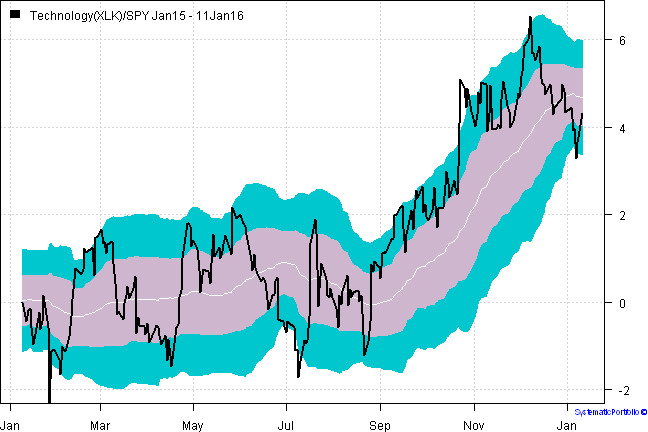 Technology(XLK)/SPY Jan15 - 11Jan16
6
4
2
0
-2
Jan Mar May Jul Sep Nov Jan
SystematicPortfolio ©